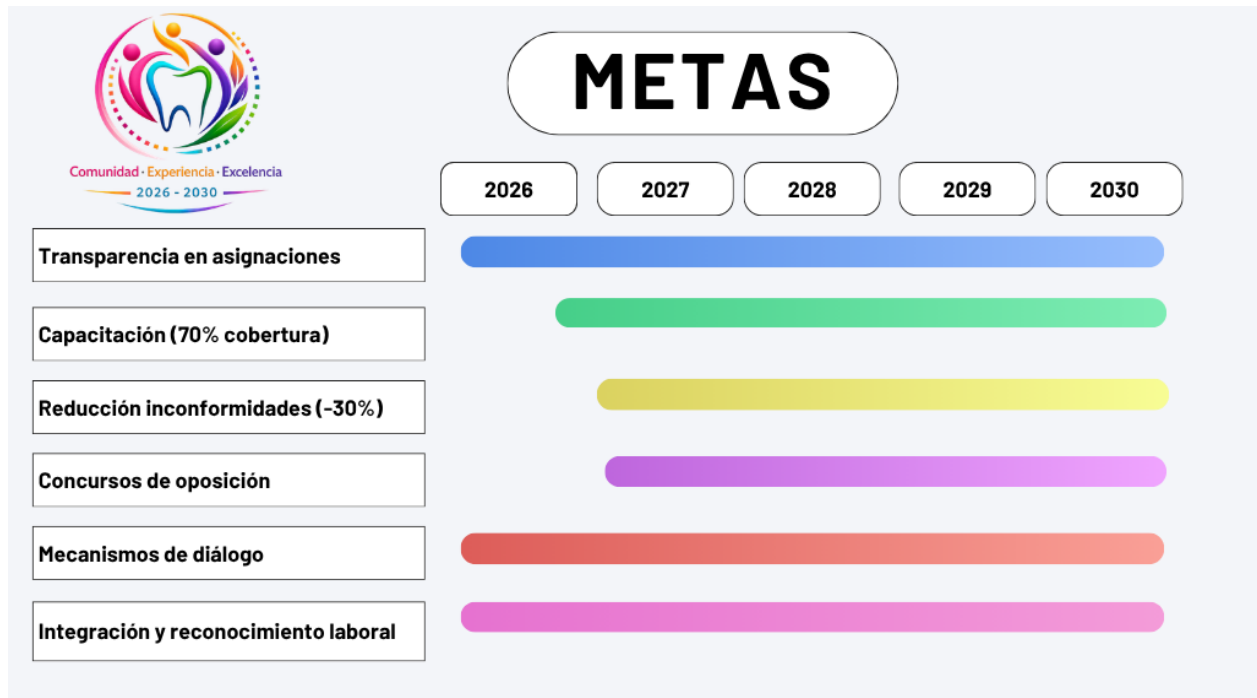 METAS
Comunidad · Experiencia · Excelencia
2026 - 2030
2026 2027 2028 2029 2030
Transparencia en asignaciones
Capacitación (70% cobertura)
Reducción inconformidades (-30%)
Concursos de oposición
Mecanismos de diálogo
Integración y reconocimiento laboral